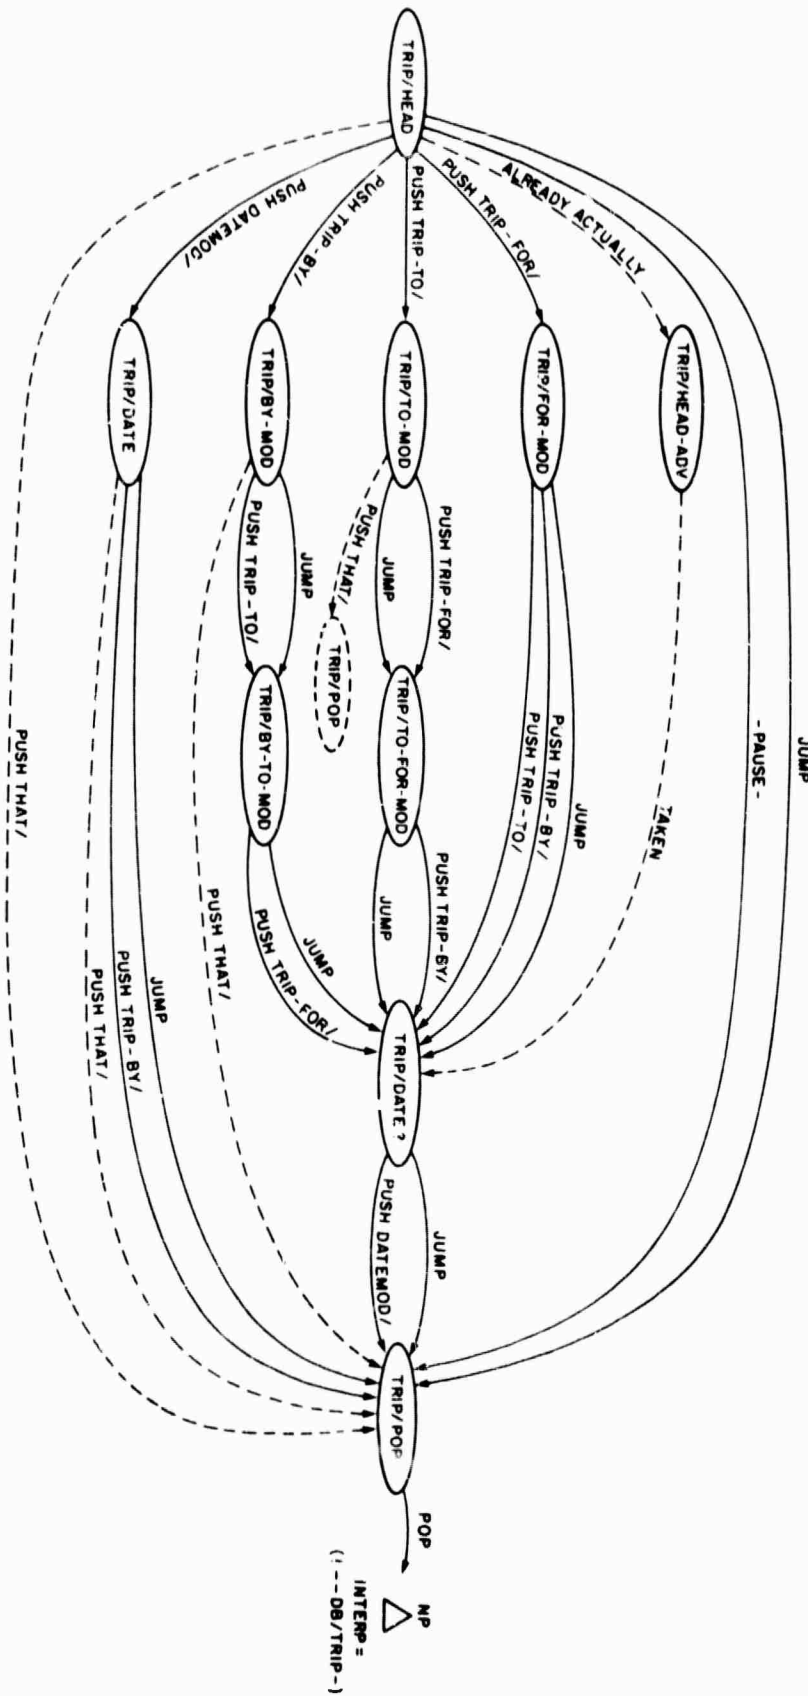 TRIP/HEAD
JUMP
-PAUSE-
ALREADY ACTUALLY
TRIP/HEAD-ADV
TAKEN
PUSH TRIP-FOR/
TRIP/FOR-MOD
JUMP
PUSH TRIP-BY/
PUSH TRIP-TO/
PUSH TRIP-TO/
TRIP/TO-MOD
PUSH TRIP-FOR/
JUMP
PUSH THAT/
TRIP/POP
TRIP/TO-FOR-MOD
PUSH TRIP-BY/
JUMP
PUSH TRIP-BY/
TRIP/BY-MOD
JUMP
PUSH TRIP-TO/
TRIP/BY-TO-MOD
JUMP
PUSH TRIP-FOR/
PUSH THAT/
TRIP/DATE?
JUMP
PUSH DATEMOD/
PUSH DATEMOD/
TRIP/DATE
JUMP
PUSH TRIP-BY/
PUSH THAT/
PUSH THAT/
TRIP/POP
POP
NP
INTERP=
(!--DB/TRIP-)